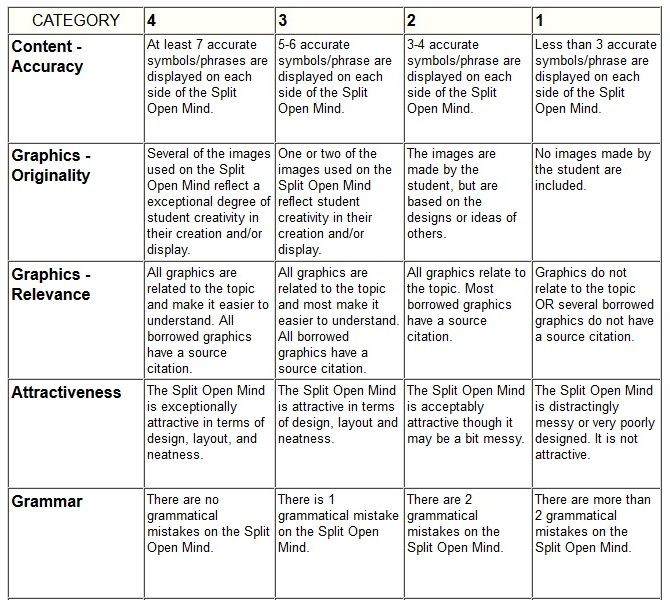 CATEGORY 4 3 2 1
Content -
Accuracy
At least 7 accurate
symbols/phrases are
displayed on each
side of the Split
Open Mind.
5-6 accurate
symbols/phrase are
displayed on each
side of the Split
Open Mind.
3-4 accurate
symbols/phrase are
displayed on each
side of the Split
Open Mind.
Less than 3 accurate
symbols/phrase are
displayed on each
side of the Split
Open Mind.
Graphics -
Originality
Several of the images
used on the Split
Open Mind reflect a
exceptional degree of
student creativity in
their creation and/or
display.
One or two of the
images used on the
Split Open Mind
reflect student
creativity in their
creation and/or
display.
The images are
made by the
student, but are
based on the
designs or ideas of
others.
No images made by
the student are
included.
Graphics -
Relevance
All graphics are
related to the topic
and make it easier to
understand. All
borrowed graphics
have a source
citation.
All graphics are
related to the topic
and most make it
easier to understand.
All borrowed
graphics have a
source citation.
All graphics relate to
the topic. Most
borrowed graphics
have a source
citation.
Graphics do not
relate to the topic
OR several borrowed
graphics do not have
a source citation.
Attractiveness
The Split Open Mind
is exceptionally
attractive in terms of
design, layout, and
neatness.
The Split Open Mind
is attractive in terms
of design, layout and
neatness.
The Split Open Mind
is acceptably
attractive though it
may be a bit messy.
The Split Open Mind
is distractingly
messy or very poorly
designed. It is not
attractive.
Grammar
There are no
grammatical
mistakes on the Split
Open Mind.
There is 1
grammatical mistake
on the Split Open
Mind.
There are 2
grammatical
mistakes on the
Split Open Mind.
There are more than
2 grammatical
mistakes on the
Split Open Mind.